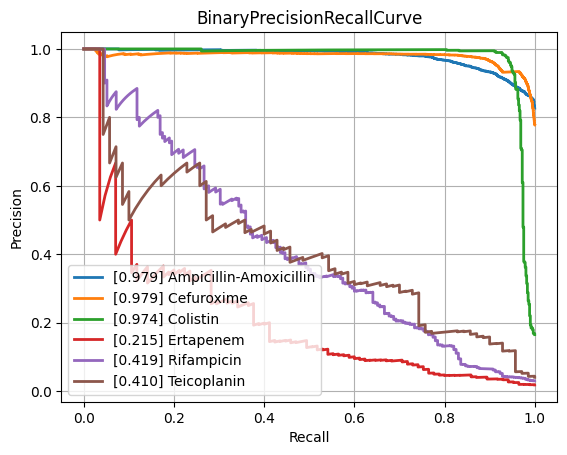 BinaryPrecisionRecallCurve
1.0
0.8
0.6
0.4
0.2
0.0
Precision
[0.979] Ampicillin-Amoxicillin
[0.979] Cefuroxime
[0.974] Colistin
[0.215] Ertapenem
[0.419] Rifampicin
[0.410] Teicoplanin
0.0 0.2 0.4 0.6 0.8 1.0
Recall